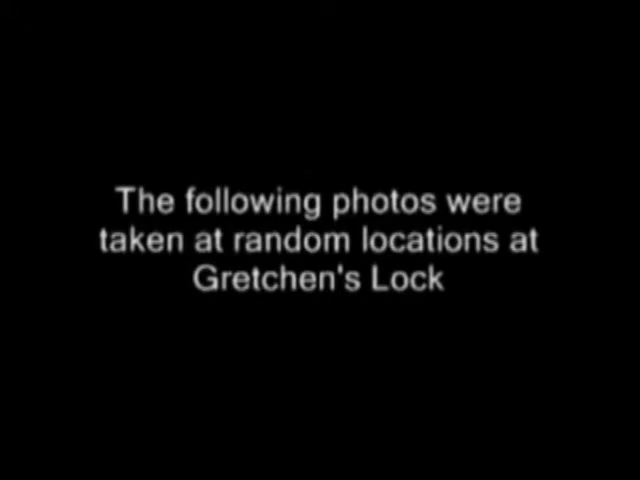 The following photos were
taken at random locations at
Gretchen's Lock